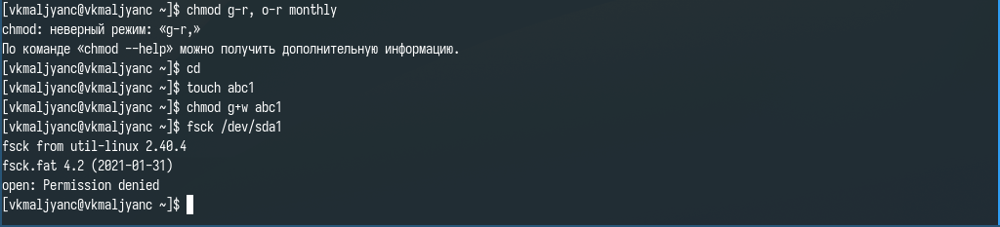 [vkmaljyanc@vkmaljyanc ~]$ chmod g-r, o-r monthly
chmod: неверный режим: «g-r,»
По команде «chmod --help» можно получить дополнительную информацию.
[vkmaljyanc@vkmaljyanc ~]$ cd
[vkmaljyanc@vkmaljyanc ~]$ touch abc1
[vkmaljyanc@vkmaljyanc ~]$ chmod g+w abc1
[vkmaljyanc@vkmaljyanc ~]$ fsck /dev/sda1
fsck from util-linux 2.40.4
fsck.fat 4.2 (2021-01-31)
open: Permission denied
[vkmaljyanc@vkmaljyanc ~]$